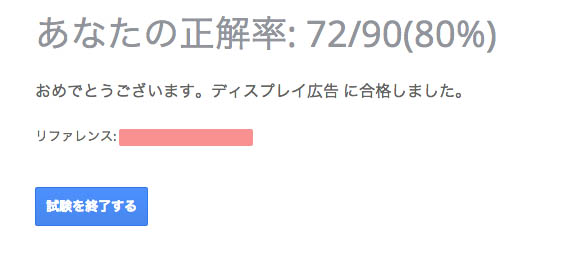 あなたの正解率: 72/90(80%)
おめでとうございます。ディスプレイ広告 に合格しました。
リファレンス:
試験を終了する